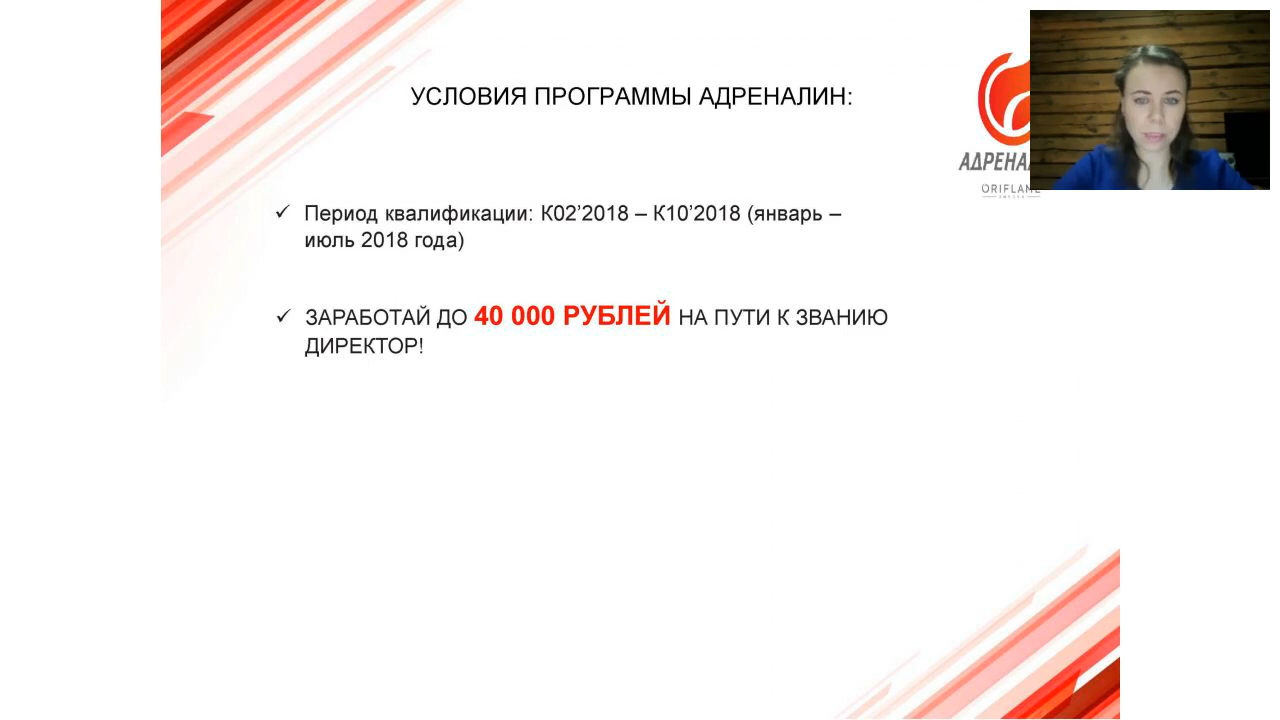 УСЛОВИЯ ПРОГРАММЫ АДРЕНАЛИН:
ORIFLAME
SWEDEN
✓ Период квалификации: К02’2018 – К10’2018 (январь –
июль 2018 года)
✓ ЗАРАБОТАЙ ДО 40 000 РУБЛЕЙ НА ПУТИ К ЗВАНИЮ
ДИРЕКТОР!